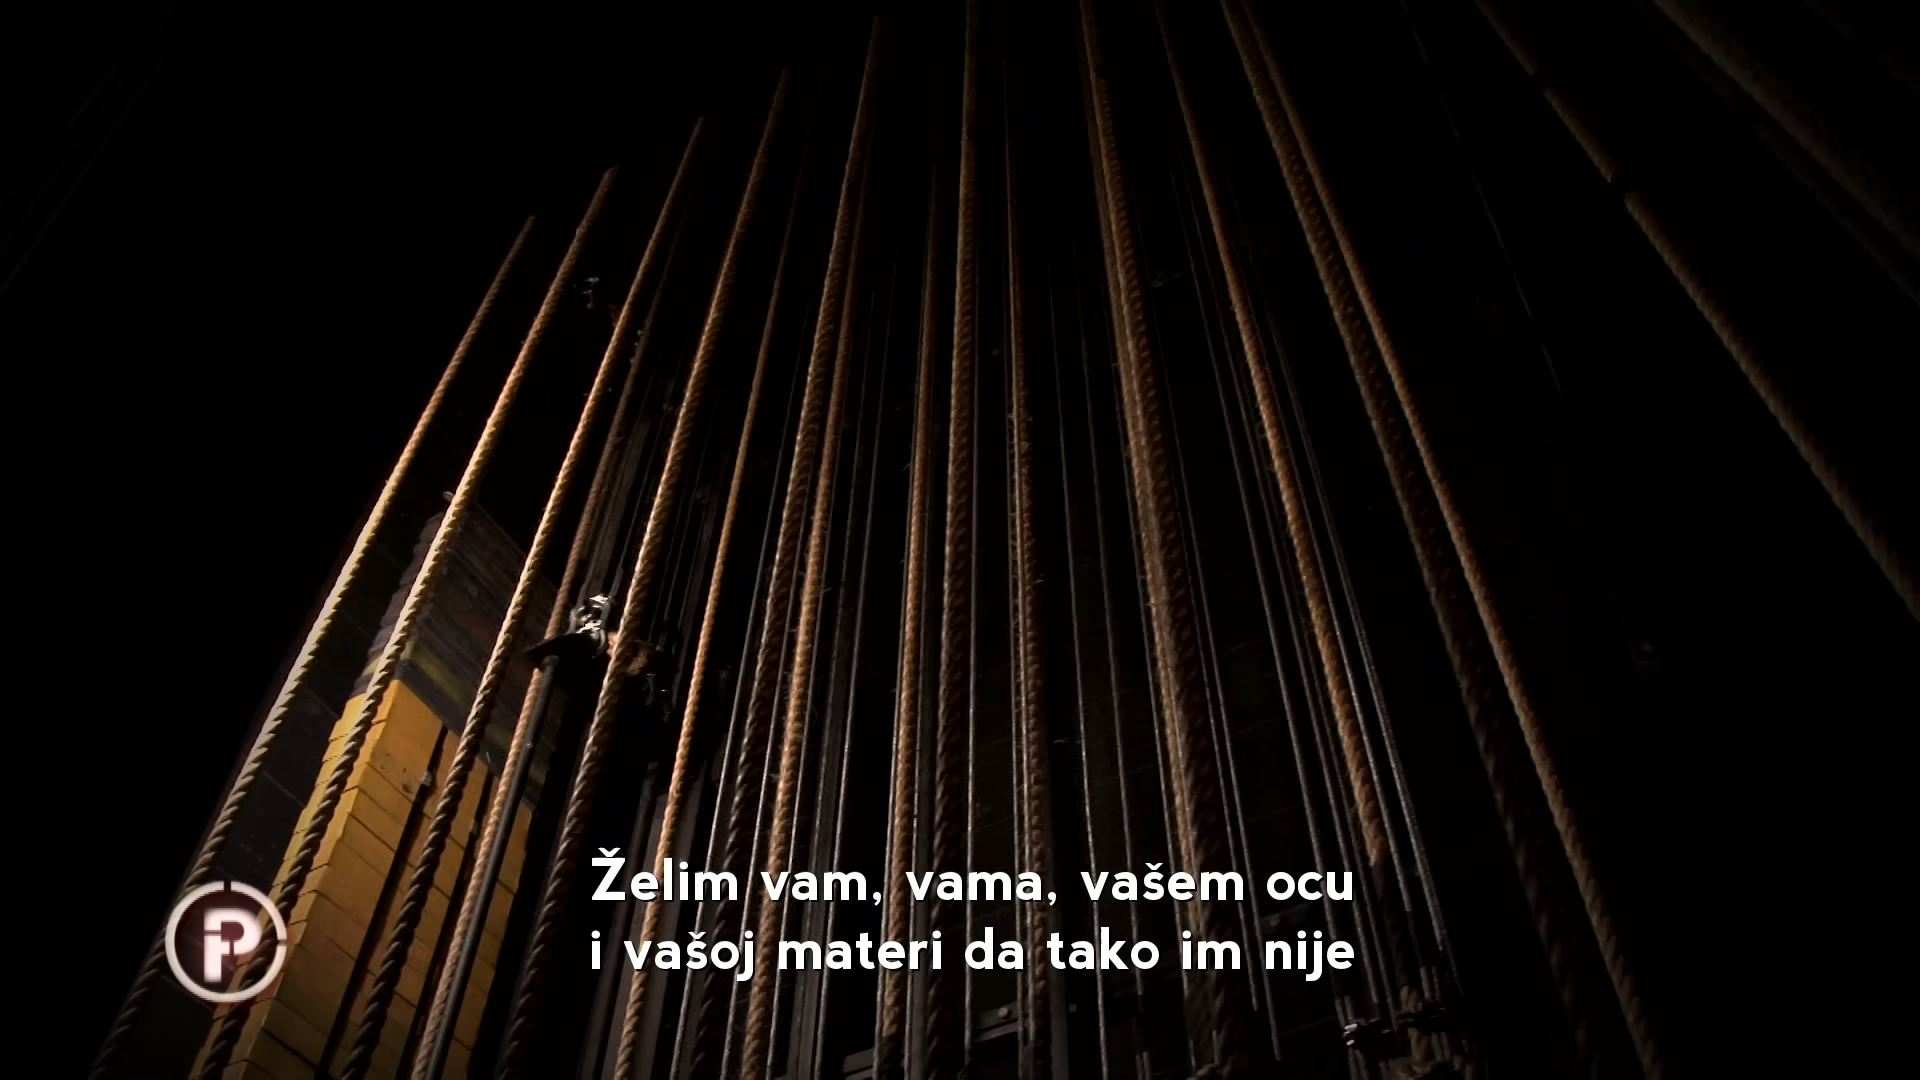 Želim vam, vama, vašem ocu
i vašoj materi da tako im nije
P